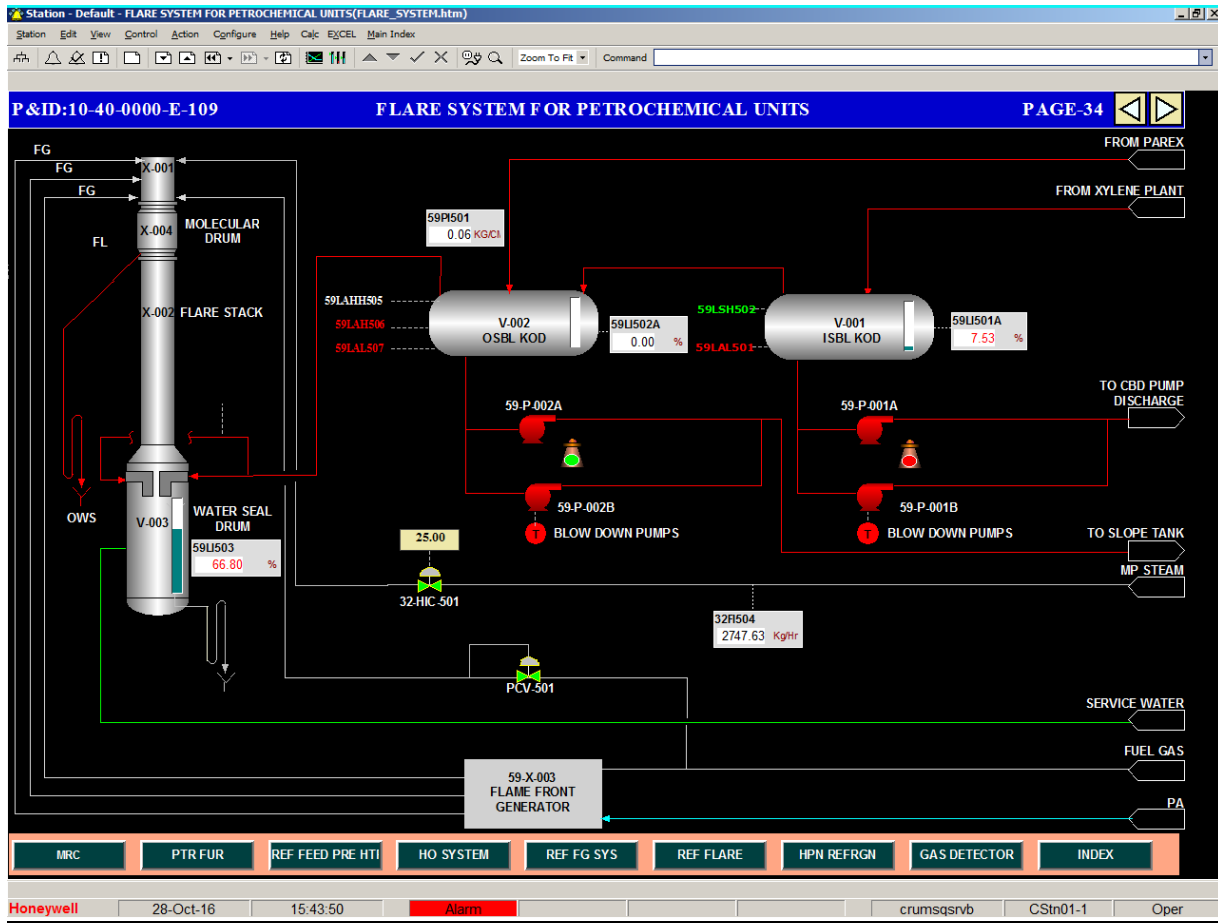 Station - Default - FLARE SYSTEM FOR PETROCHEMICAL UNITS(FLARE_SYSTEM.htm)
Station Edit View Control Action Configure Help Calc EXCEL Main Index
Zoom To Fit Command
P&ID:10-40-0000-E-109 FLARE SYSTEM FOR PETROCHEMICAL UNITS PAGE-34
FROM PAREX
FG
X-001
FG
FG
FROM XYLENE PLANT
59PI501
0.06 KG/C
MOLECULAR
DRUM
X-004
FL
59LAHH505
59LAH506
59LAL507
V-002
OSBL KOD
59LI502A
0.00 %
59LSH502
59LAL501
V-001
ISBL KOD
59LI501A
7.53 %
X-002 FLARE STACK
TO CBD PUMP
DISCHARGE
59-P-002A
59-P-001A
59-P-002B
T BLOW DOWN PUMPS
59-P-001B
T BLOW DOWN PUMPS
OWS
V-003
WATER SEAL
DRUM
59LI503
66.80 %
25.00
32-HIC-501
TO SLOPE TANK
MP STEAM
32FI504
2747.63 Kg/Hr
PCV-501
SERVICE WATER
FUEL GAS
59-X-003
FLAME FRONT
GENERATOR
PA
MRC PTR FUR REF FEED PRE HTI HO SYSTEM REF FG SYS REF FLARE HPN REFRGN GAS DETECTOR INDEX
Honeywell 28-Oct-16 15:43:50 Alarm crumsqsrvb CStn01-1 Oper